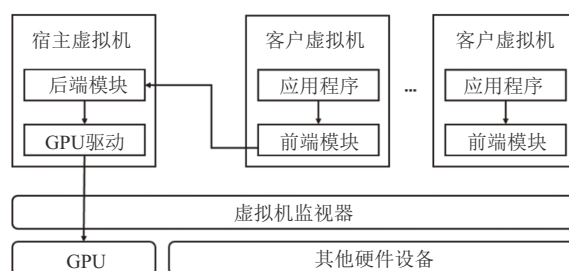 宿主虚拟机
后端模块
GPU驱动
客户虚拟机
应用程序
前端模块
...
客户虚拟机
应用程序
前端模块
虚拟机监视器
GPU
其他硬件设备